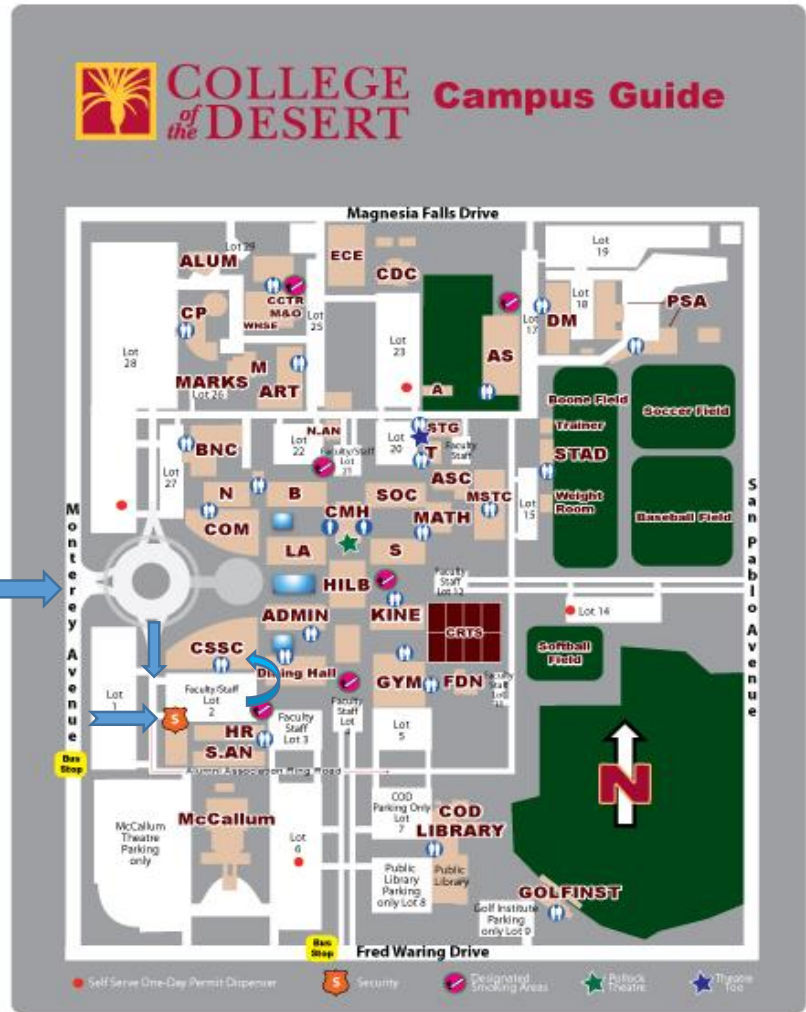 COLLEGE
of the DESERT
Campus Guide
Magnesia Falls Drive
Lot 29
ALUM
ECE
CDC
Lot 19
CCTR
M&O
WHSE
CP
Lot 25
Lot 28
Lot 23
Lot 17
DM
Lot 18
PSA
AS
M
MARKS
Lot 26
ART
A
Boone Field
Trainer
STAD
Weight Room
Soccer Field
Baseball Field
N.AN
Lot 22
Faculty/Staff Lot 21
Lot 20
STG
T
Faculty Staff
BNC
Lot 27
ASC
MSTC
Lot 15
N
B
SOC
CMH
MATH
COM
LA
S
Monterey Avenue
San Pablo Avenue
HILB
Faculty Staff Lot 12
ADMIN
KINE
CRTS
Lot 14
CSSC
Softball Field
Dining Hall
GYM
FDN
Faculty Staff
Lot 1
Faculty/Staff Lot 2
S
HR
Faculty Staff Lot 3
Faculty Staff Lot
Lot 5
S.AN
Bus Stop
Alumni Association Ring Road
N
McCallum Theatre Parking only
McCallum
Lot 6
COD Parking Only Lot 7
COD LIBRARY
Public Library Parking only Lot 8
Public Library
GOLFINST
Golf Institute Parking only Lot 9
Bus Stop
Fred Waring Drive
Self Serve One-Day Permit Dispenser
S
Security
Designated Smoking Areas
Pollock Theatre
Theatre Too